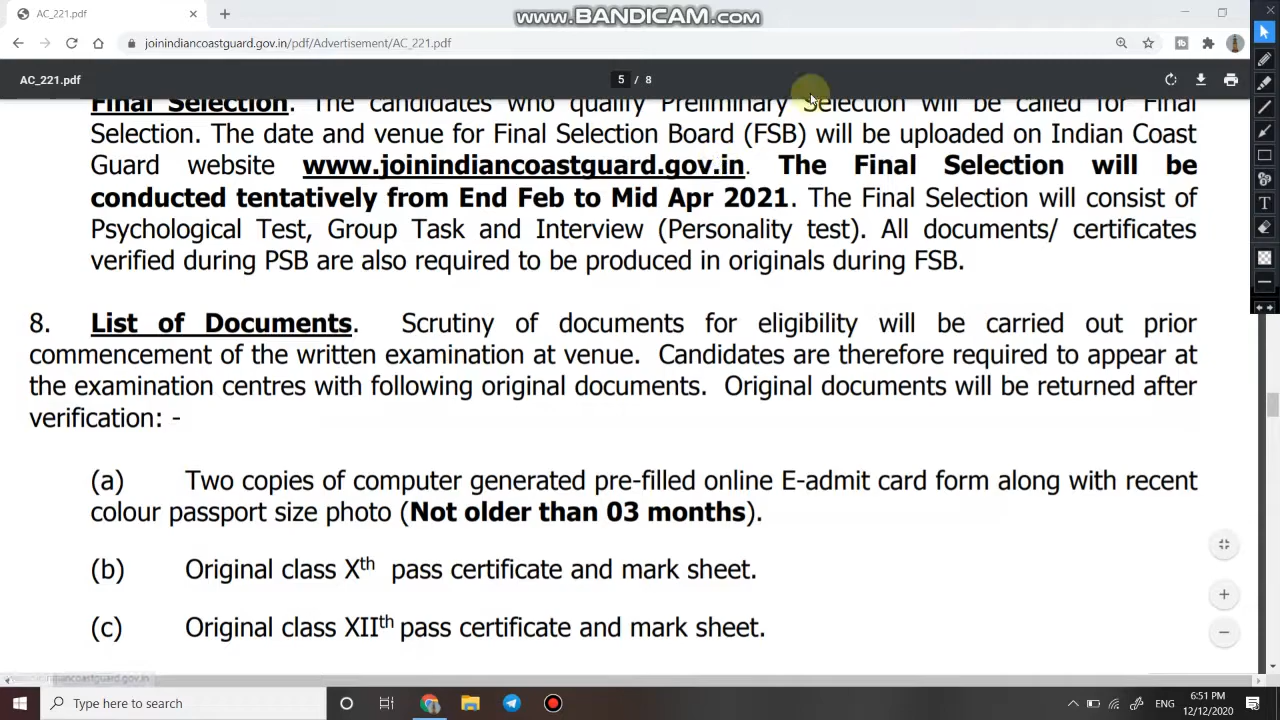 www.BANDICAM.com
AC_221.pdf
joinindiancoastguard.gov.in/pdf/Advertisement/AC_221.pdf
AC_221.pdf 5 / 8
Final Selection. The candidates who qualify Preliminary Selection will be called for Final
Selection. The date and venue for Final Selection Board (FSB) will be uploaded on Indian Coast
Guard website www.joinindiancoastguard.gov.in. The Final Selection will be
conducted tentatively from End Feb to Mid Apr 2021. The Final Selection will consist of
Psychological Test, Group Task and Interview (Personality test). All documents/ certificates
verified during PSB are also required to be produced in originals during FSB.
8. List of Documents. Scrutiny of documents for eligibility will be carried out prior
commencement of the written examination at venue. Candidates are therefore required to appear at
the examination centres with following original documents. Original documents will be returned after
verification: -
(a) Two copies of computer generated pre-filled online E-admit card form along with recent
colour passport size photo (Not older than 03 months).
(b) Original class Xth pass certificate and mark sheet.
(c) Original class XIIth pass certificate and mark sheet.
Type here to search
ENG
6:51 PM
12/12/2020